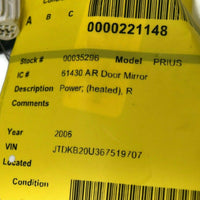 A B C
0000221148
Stock # 00035296 Model PRIUS
IC # 61430 AR Door Mirror
Description Power, (heated), R
Comments
Year 2006
VIN JTDKB20U367519707
Located
Condition